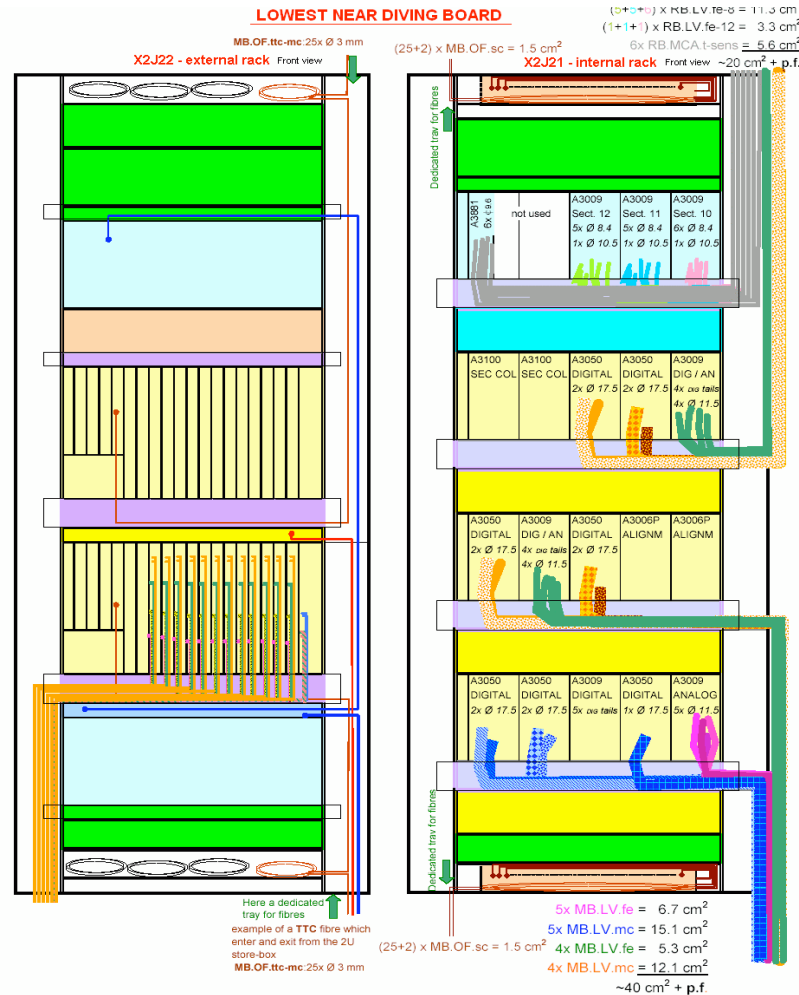 LOWEST NEAR DIVING BOARD
(5+5+6) x RB.LV.fe-8 = 11.3 cm²
(1+1+1) x RB.LV.fe-12 = 3.3 cm²
6x RB.MCA.t-sens = 5.6 cm²
~20 cm² + p.f.
MB.OF.ttc-mc:25x Ø 3 mm
(25+2) x MB.OF.sc = 1.5 cm²
X2J22 - external rack Front view
X2J21 - internal rack Front view
Dedicated tray for fibres
A3881
6x ¢ 9.6
not used
A3009
Sect. 12
5x Ø 8.4
1x Ø 10.5
A3009
Sect. 11
5x Ø 8.4
1x Ø 10.5
A3009
Sect. 10
6x Ø 8.4
1x Ø 10.5
A3100
SEC COL
A3100
SEC COL
A3050
DIGITAL
2x Ø 17.5
A3050
DIGITAL
2x Ø 17.5
A3009
DIG / AN
4x DIG tails
4x Ø 11.5
A3050
DIGITAL
2x Ø 17.5
A3009
DIG / AN
4x DIG tails
4x Ø 11.5
A3050
DIGITAL
2x Ø 17.5
A3006P
ALIGNM
A3006P
ALIGNM
A3050
DIGITAL
2x Ø 17.5
A3050
DIGITAL
2x Ø 17.5
A3009
DIGITAL
5x DIG tails
A3050
DIGITAL
1x Ø 17.5
A3009
ANALOG
5x Ø 11.5
Dedicated tray for fibres
Here a dedicated
tray for fibres
example of a TTC fibre which
enter and exit from the 2U
store-box
MB.OF.ttc-mc:25x Ø 3 mm
(25+2) x MB.OF.sc = 1.5 cm²
5x MB.LV.fe = 6.7 cm²
5x MB.LV.mc = 15.1 cm²
4x MB.LV.fe = 5.3 cm²
4x MB.LV.mc = 12.1 cm²
~40 cm² + p.f.